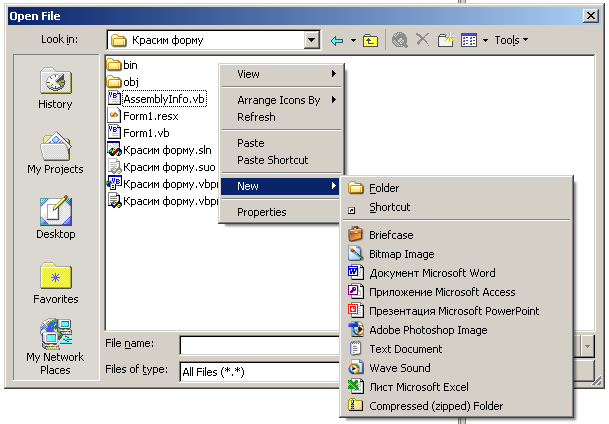 Open File
Look in: Красим форму
Tools
History
My Projects
Desktop
Favorites
My Network
Places
bin
obj
AssemblyInfo.vb
Form1.resx
Form1.vb
Красим форму.sln
Красим форму.suo
Красим форму.vbpr
Красим форму.vbpr
View
Arrange Icons By
Refresh
Paste
Paste Shortcut
New
Properties
Folder
Shortcut
Briefcase
Bitmap Image
Документ Microsoft Word
Приложение Microsoft Access
Презентация Microsoft PowerPoint
Adobe Photoshop Image
Text Document
Wave Sound
Лист Microsoft Excel
Compressed (zipped) Folder
File name:
Files of type: All Files (*.*)